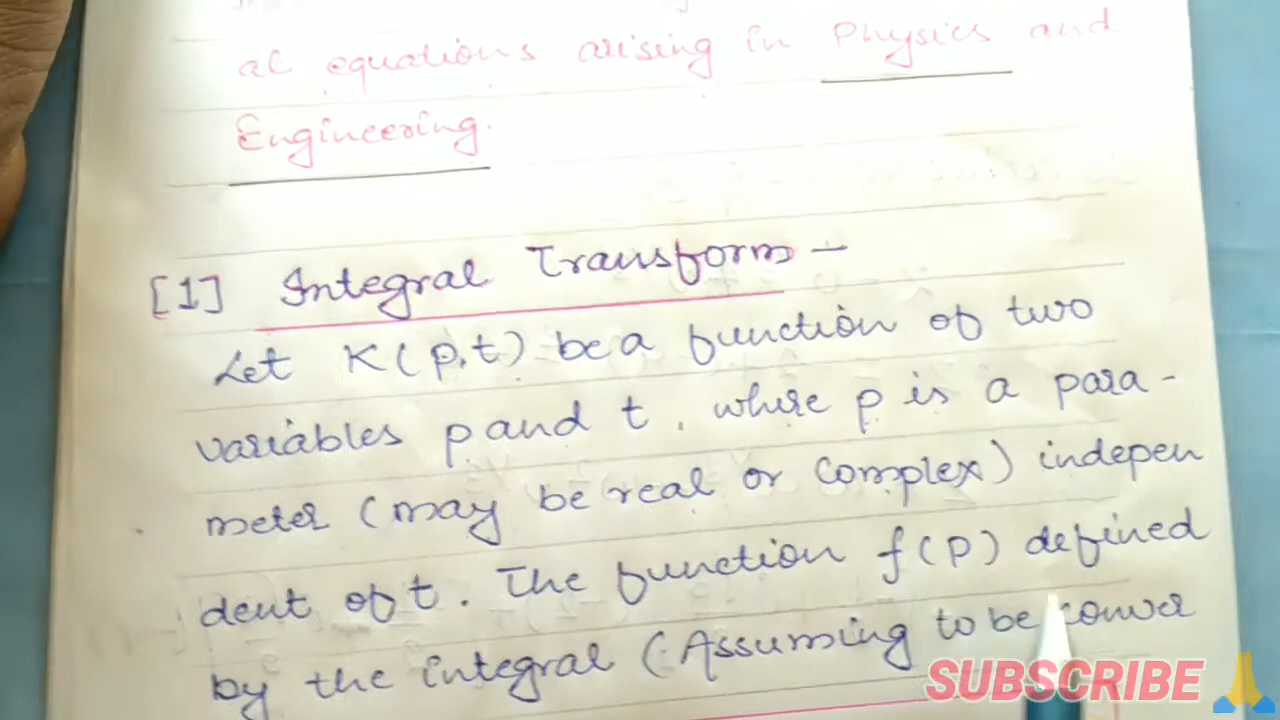 al equations arising in Physics and
Engineering.
[1] Integral Transform -
Let K(p,t) be a function of two
variables p and t, where p is a para-
meter (may be real or Complex) indepen
dent of t. The function f(p) defined
by the integral (Assuming to be conver
SUBSCRIBE